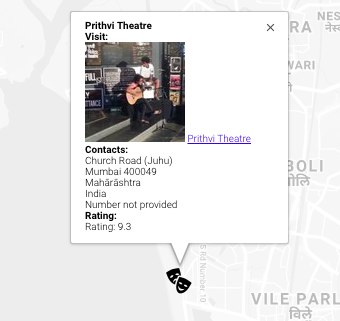 Prithvi Theatre
Visit:
Prithvi Theatre
Contacts:
Church Road (Juhu)
Mumbai 400049
Mahārāshtra
India
Number not provided
Rating:
Rating: 9.3
NES
RA
WARI
BOLI
S Rd Number 10
VILE PARL
विले